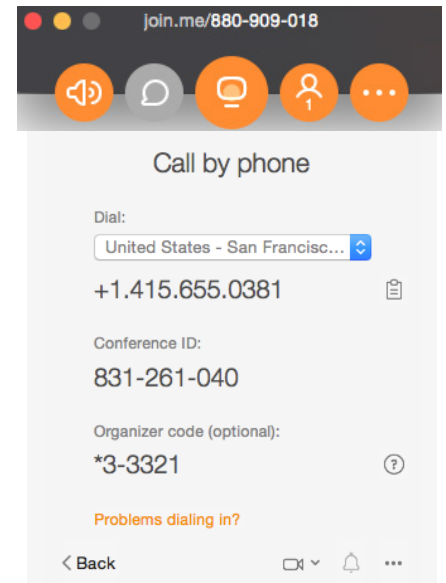 join.me/880-909-018
1
Call by phone
Dial:
United States - San Francisc...
+1.415.655.0381
Conference ID:
831-261-040
Organizer code (optional):
*3-3321
?
Problems dialing in?
< Back